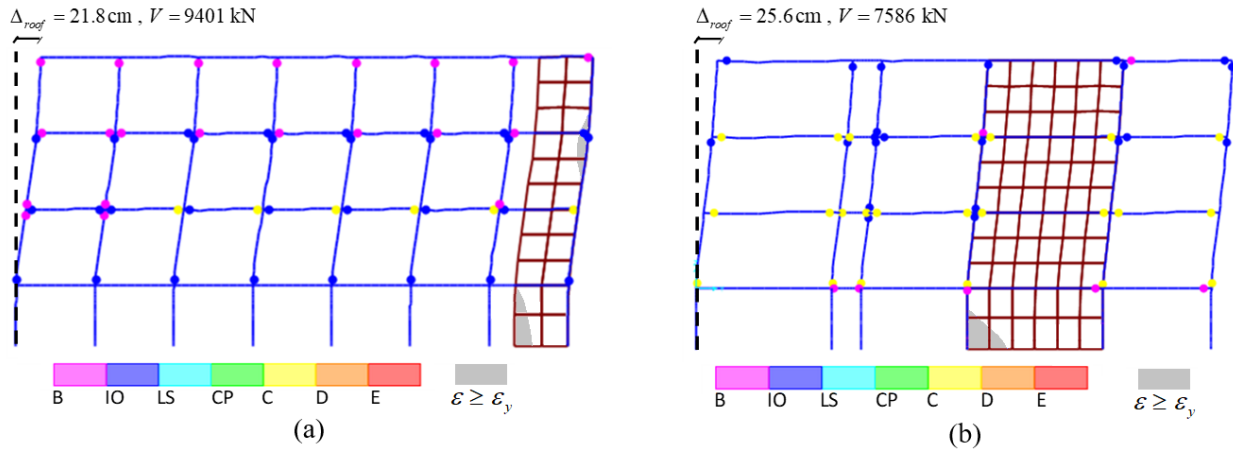 Δroof = 21.8 cm , V = 9401 kN
B IO LS CP C D E ε ≥ εy
(a)
Δroof = 25.6 cm , V = 7586 kN
B IO LS CP C D E ε ≥ εy
(b)